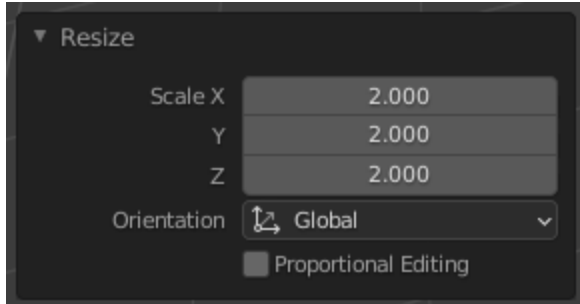 Resize
Scale X 2.000
Y 2.000
Z 2.000
Orientation Global
Proportional Editing